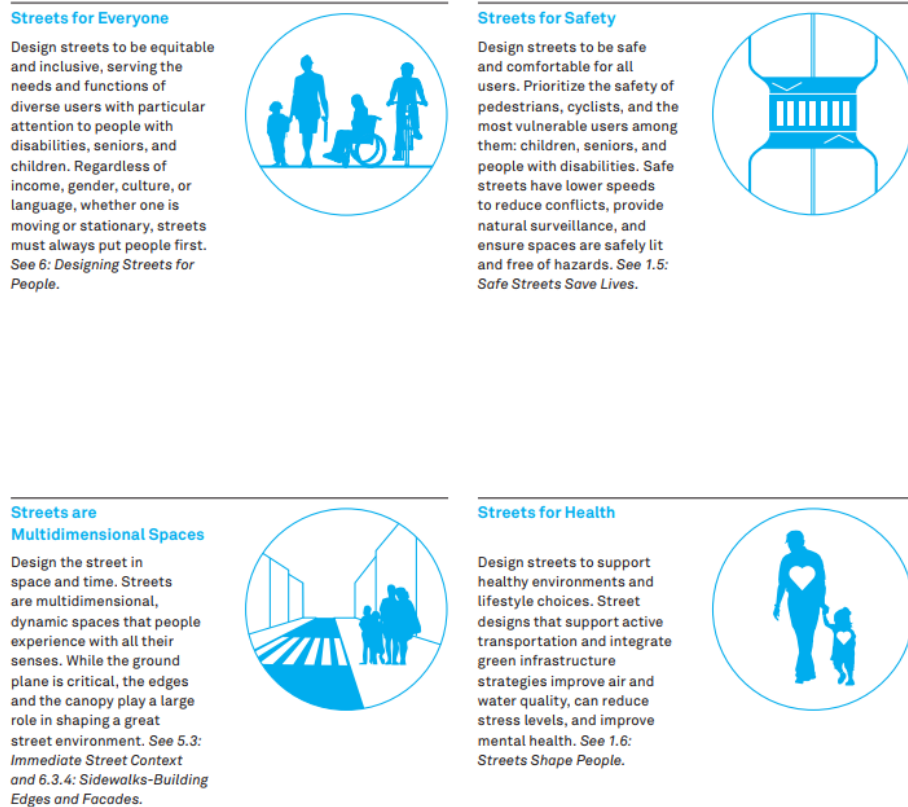 Streets for Everyone
Design streets to be equitable
and inclusive, serving the
needs and functions of
diverse users with particular
attention to people with
disabilities, seniors, and
children. Regardless of
income, gender, culture, or
language, whether one is
moving or stationary, streets
must always put people first.
See 6: Designing Streets for
People.
Streets for Safety
Design streets to be safe
and comfortable for all
users. Prioritize the safety of
pedestrians, cyclists, and the
most vulnerable users among
them: children, seniors, and
people with disabilities. Safe
streets have lower speeds
to reduce conflicts, provide
natural surveillance, and
ensure spaces are safely lit
and free of hazards. See 1.5:
Safe Streets Save Lives.
Streets are
Multidimensional Spaces
Design the street in
space and time. Streets
are multidimensional,
dynamic spaces that people
experience with all their
senses. While the ground
plane is critical, the edges
and the canopy play a large
role in shaping a great
street environment. See 5.3:
Immediate Street Context
and 6.3.4: Sidewalks-Building
Edges and Facades.
Streets for Health
Design streets to support
healthy environments and
lifestyle choices. Street
designs that support active
transportation and integrate
green infrastructure
strategies improve air and
water quality, can reduce
stress levels, and improve
mental health. See 1.6:
Streets Shape People.